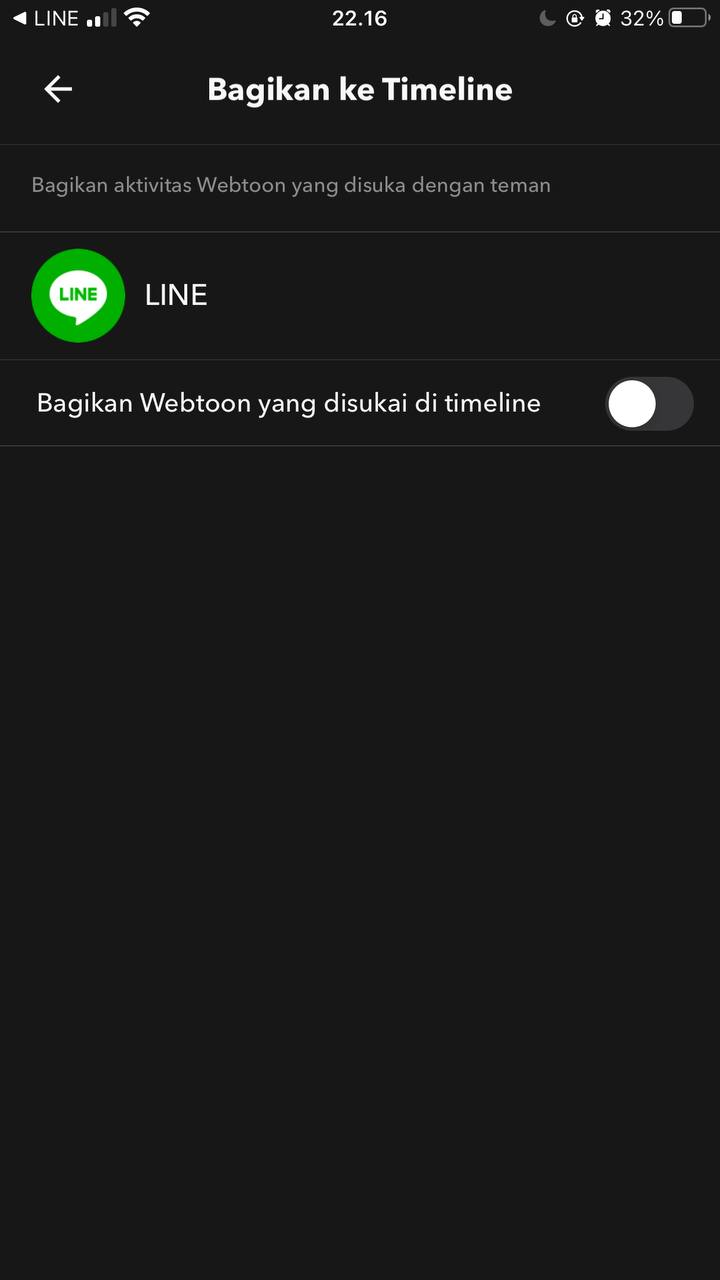 LINE 22.16 32%
Bagikan ke Timeline
Bagikan aktivitas Webtoon yang disuka dengan teman
LINE LINE
Bagikan Webtoon yang disukai di timeline